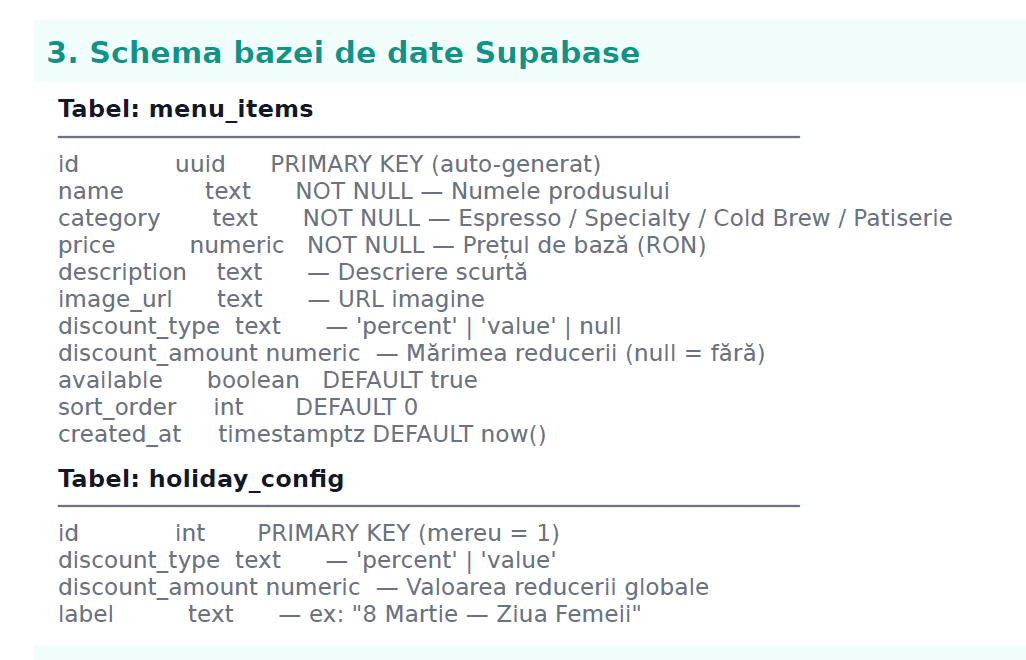 3. Schema bazei de date Supabase
Tabel: menu_items
id uuid PRIMARY KEY (auto-generat)
name text NOT NULL — Numele produsului
category text NOT NULL — Espresso / Specialty / Cold Brew / Patiserie
price numeric NOT NULL — Prețul de bază (RON)
description text — Descriere scurtă
image_url text — URL imagine
discount_type text — 'percent' | 'value' | null
discount_amount numeric — Mărimea reducerii (null = fără)
available boolean DEFAULT true
sort_order int DEFAULT 0
created_at timestamptz DEFAULT now()
Tabel: holiday_config
id int PRIMARY KEY (mereu = 1)
discount_type text — 'percent' | 'value'
discount_amount numeric — Valoarea reducerii globale
label text — ex: "8 Martie — Ziua Femeii"